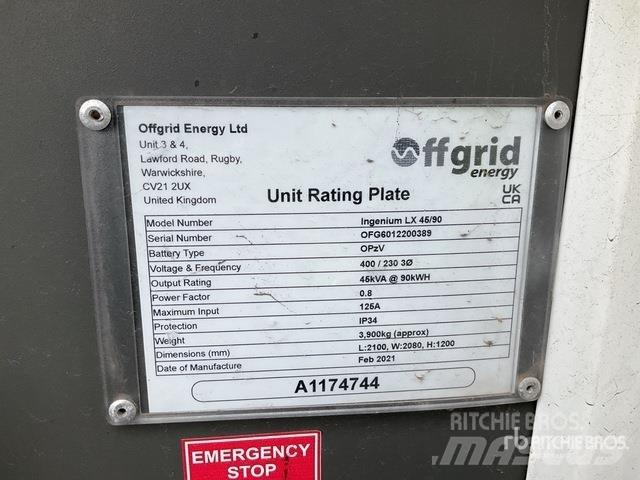 Offgrid Energy Ltd
Unit 3 & 4,
Lawford Road, Rugby,
Warwickshire,
CV21 2UX
United Kingdom
Offgrid
energy
Unit Rating Plate
UK
CA
Model Number Ingenium LX 45/90
Serial Number OFG6012200389
Battery Type OPzV
Voltage & Frequency 400 / 230 3Ø
Output Rating 45kVA @ 90kWH
Power Factor 0.8
Maximum Input 125A
Protection IP34
Weight 3,900kg (approx)
Dimensions (mm) L:2100, W:2080, H:1200
Date of Manufacture Feb 2021
A1174744
EMERGENCY
STOP
RITCHIE BROS.
MASCUS
rb RITCHIE BROS.